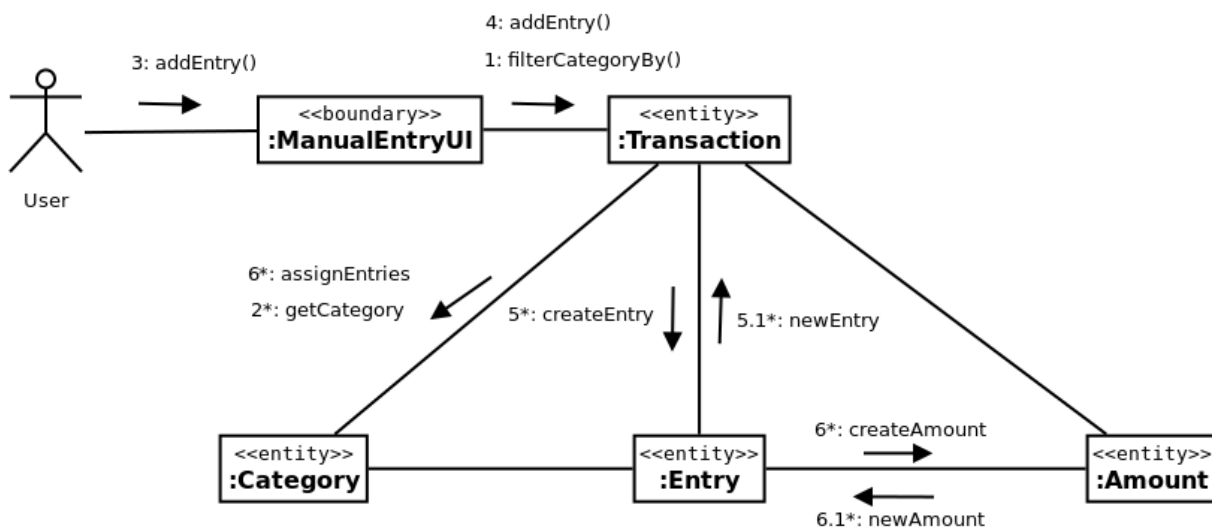 4: addEntry()
3: addEntry()
1: filterCategoryBy()
<<boundary>>
:ManualEntryUI
<<entity>>
:Transaction
User
6*: assignEntries
2*: getCategory
5*: createEntry
5.1*: newEntry
6*: createAmount
<<entity>>
:Category
<<entity>>
:Entry
<<entity>>
:Amount
6.1*: newAmount